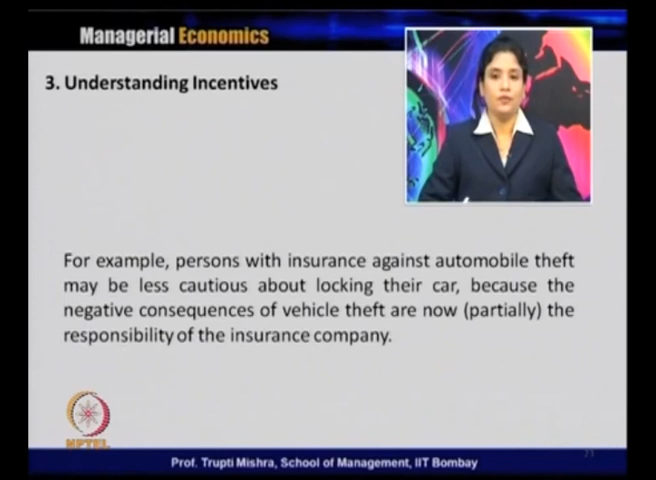 Managerial Economics
3. Understanding Incentives
For example, persons with insurance against automobile theft
may be less cautious about locking their car, because the
negative consequences of vehicle theft are now (partially) the
responsibility of the insurance company.
NPTEL
Prof. Trupti Mishra, School of Management, IIT Bombay